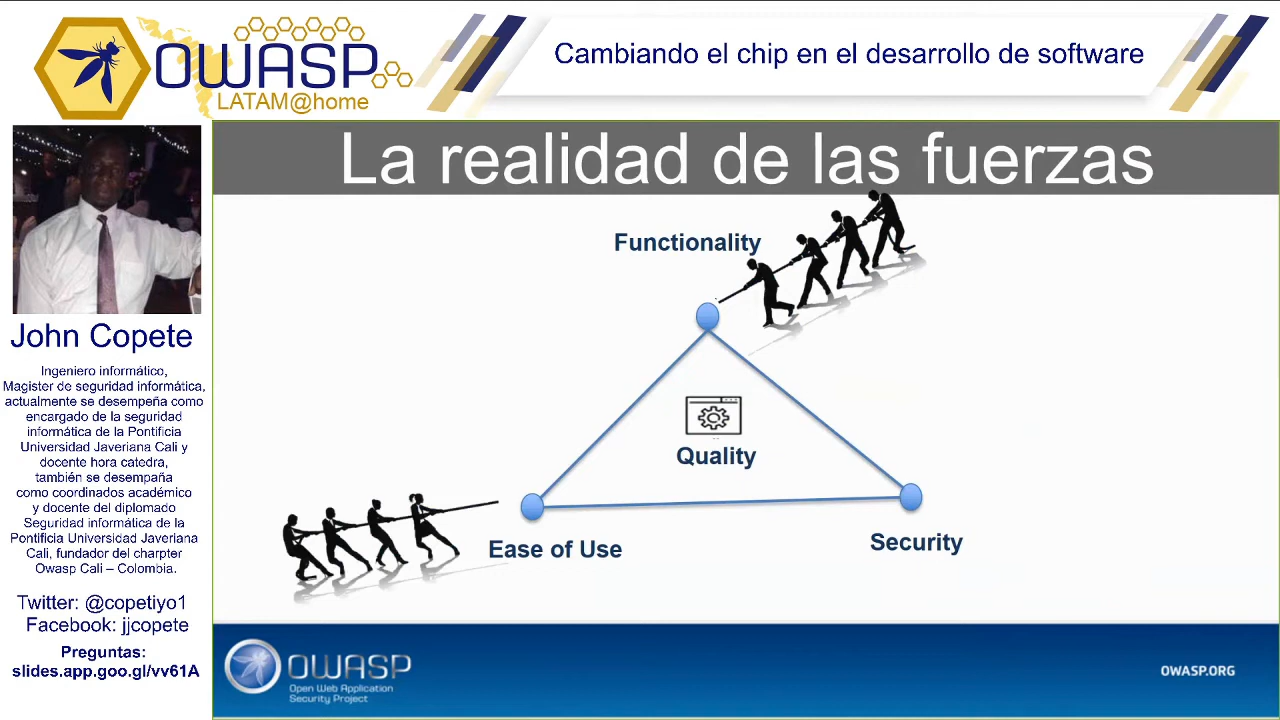 OWASP
LATAM@home
Cambiando el chip en el desarrollo de software
John Copete
Ingeniero informático,
Magister de seguridad informática,
actualmente se desempeña como
encargado de la seguridad
informática de la Pontificia
Universidad Javeriana Cali y
docente hora catedra,
también se desempaña
como coordinados académico
y docente del diplomado
Seguridad informática de la
Pontificia Universidad Javeriana
Cali, fundador del charpter
Owasp Cali – Colombia.
Twitter: @copetiyo1
Facebook: jjcopete
Preguntas:
slides.app.goo.gl/vv61A
La realidad de las fuerzas
Functionality
Quality
Ease of Use
Security
OWASP
Open Web Application
Security Project
OWASP.ORG